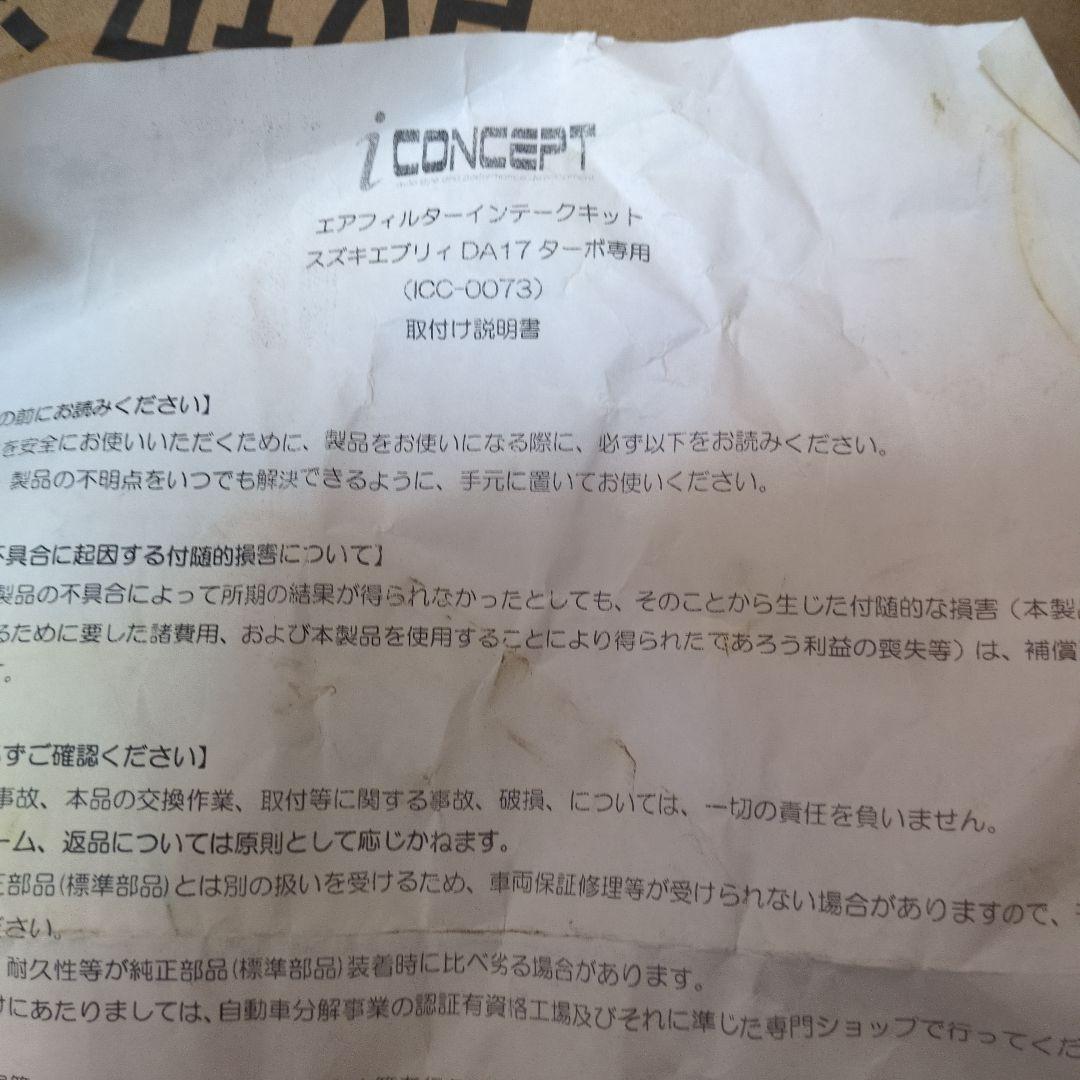 i CONCEPT
エアフィルターインテークキット
スズキエブリィ DA17 ターボ専用
（ICC-0073）
取付け説明書
の前にお読みください】
を安全にお使いいただくために、製品をお使いになる際に、必ず以下をお読みください。
製品の不明点をいつでも解決できるように、手元に置いてお使いください。
不具合に起因する付随的損害について】
製品の不具合によって所期の結果が得られなかったとしても、そのことから生じた付随的な損害（本製
るために要した諸費用、および本製品を使用することにより得られたであろう利益の喪失等）は、補償
。
ずご確認ください】
事故、本品の交換作業、取付等に関する事故、破損、については、一切の責任を負いません。
ーム、返品については原則として応じかねます。
正部品(標準部品)とは別の扱いを受けるため、車両保証修理等が受けられない場合がありますので、
ださい。
耐久性等が純正部品(標準部品)装着時に比べ劣る場合があります。
けにあたりましては、自動車分解事業の認証有資格工場及びそれに準じた専門ショップで行ってくだ